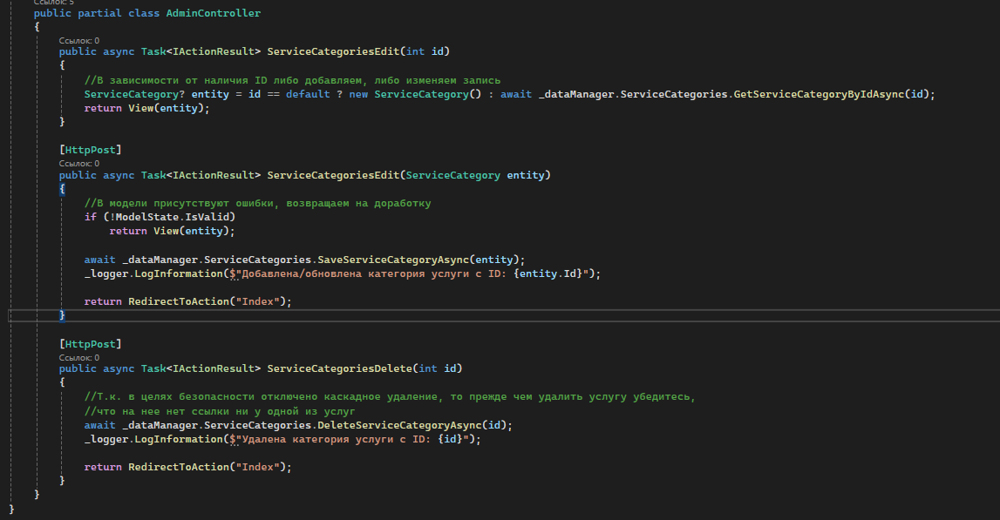 Ссылок: 5
public partial class AdminController
{
Ссылок: 0
public async Task<IActionResult> ServiceCategoriesEdit(int id)
{
//В зависимости от наличия ID либо добавляем, либо изменяем запись
ServiceCategory? entity = id == default ? new ServiceCategory() : await _dataManager.ServiceCategories.GetServiceCategoryByIdAsync(id);
return View(entity);
}
[HttpPost]
Ссылок: 0
public async Task<IActionResult> ServiceCategoriesEdit(ServiceCategory entity)
{
//В модели присутствуют ошибки, возвращаем на доработку
if (!ModelState.IsValid)
return View(entity);
await _dataManager.ServiceCategories.SaveServiceCategoryAsync(entity);
_logger.LogInformation($"Добавлена/обновлена категория услуги с ID: {entity.Id}");
return RedirectToAction("Index");
}
[HttpPost]
Ссылок: 0
public async Task<IActionResult> ServiceCategoriesDelete(int id)
{
//Т.к. в целях безопасности отключено каскадное удаление, то прежде чем удалить услугу убедитесь,
//что на нее нет ссылки ни у одной из услуг
await _dataManager.ServiceCategories.DeleteServiceCategoryAsync(id);
_logger.LogInformation($"Удалена категория услуги с ID: {id}");
return RedirectToAction("Index");
}
}
}